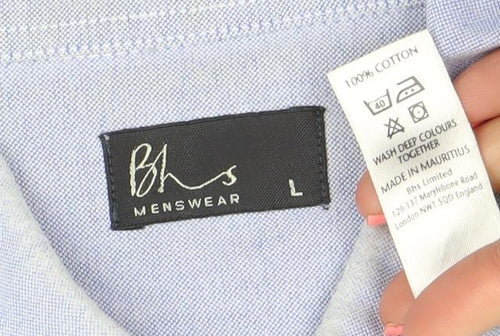 Bhs
MENSWEAR
L
100% COTTON
40
WASH DEEP COLOURS
TOGETHER
MADE IN MAURITIUS
Bhs Limited
129-137 Marylebone Road
London NW1 5QD England